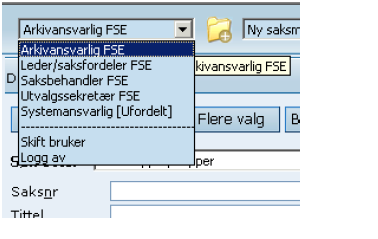 Arkivansvarlig FSE
Ny saksm
Arkivansvarlig FSE
Leder/saksfordeler FSE
kivansvarlig FSE
Saksbehandler FSE
Utvalgssekretær FSE
Systemansvarlig [Ufordelt]
Flere valg
Skift bruker
Logg av
pper
Saksnr
Tittel